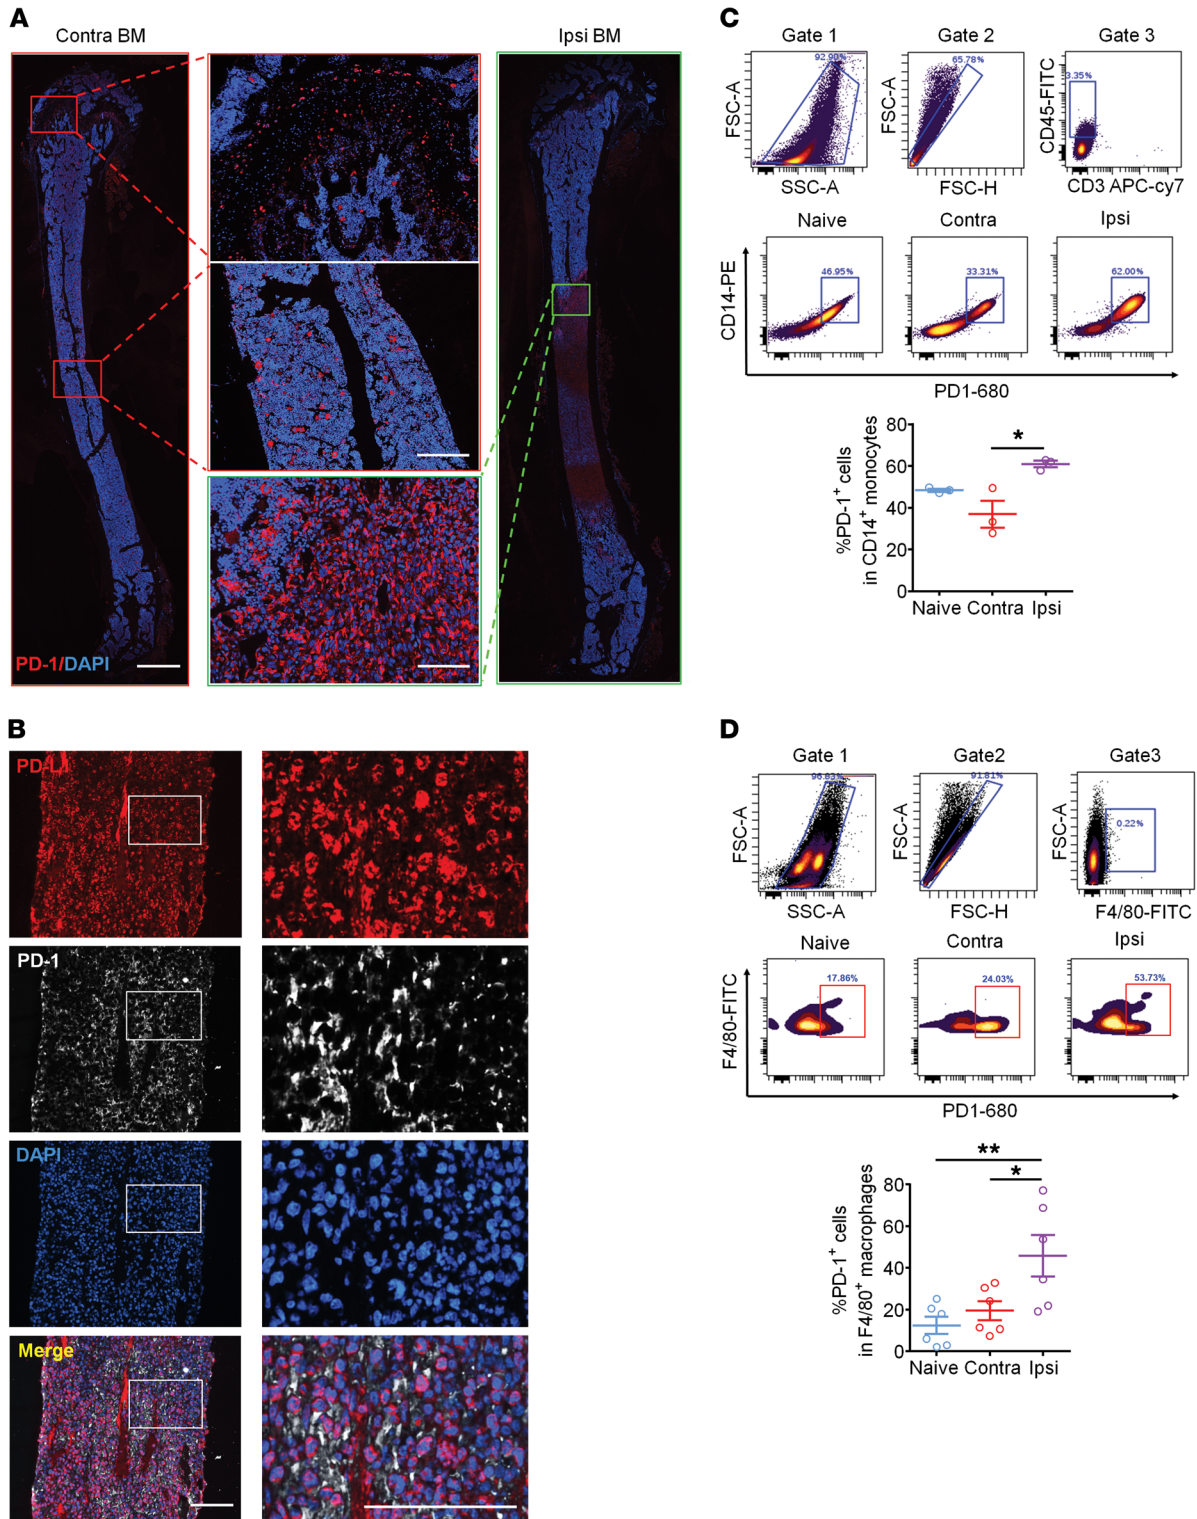 A
Contra BM
Ipsi BM
PD-1/DAPI
B
PD-L1
PD-1
DAPI
Merge
C
Gate 1
Gate 2
Gate 3
92.90%
65.78%
3.35%
FSC-A
FSC-A
CD45-FITC
SSC-A
FSC-H
CD3 APC-cy7
Naive
Contra
Ipsi
46.95%
33.31%
62.00%
CD14-PE
PD1-680
%PD-1+ cells
in CD14+ monocytes
80
60
40
20
0
*
Naive
Contra
Ipsi
D
Gate 1
Gate2
Gate3
96.83%
91.81%
0.22%
FSC-A
FSC-A
FSC-A
SSC-A
FSC-H
F4/80-FITC
Naive
Contra
Ipsi
17.86%
24.03%
53.73%
F4/80-FITC
PD1-680
**
*
%PD-1+ cells
in F4/80+ macrophages
80
60
40
20
0
Naive
Contra
Ipsi